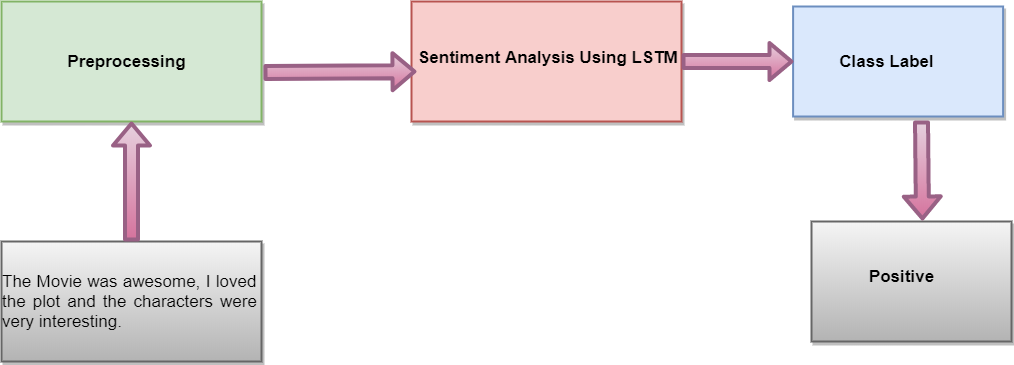 Preprocessing
Sentiment Analysis Using LSTM
Class Label
The Movie was awesome, I loved
the plot and the characters were
very interesting.
Positive